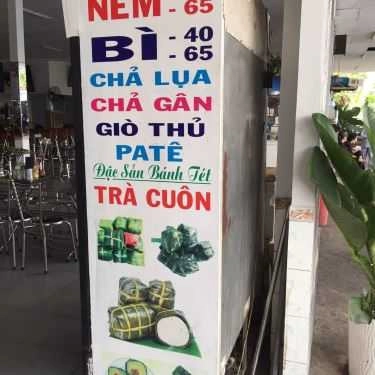 NEM - 65
BÌ - 40
- 65
CHẢ LỤA
CHẢ GÂN
GIÒ THỦ
PATÊ
Đặc Sản Bánh Tét
TRÀ CUÔN